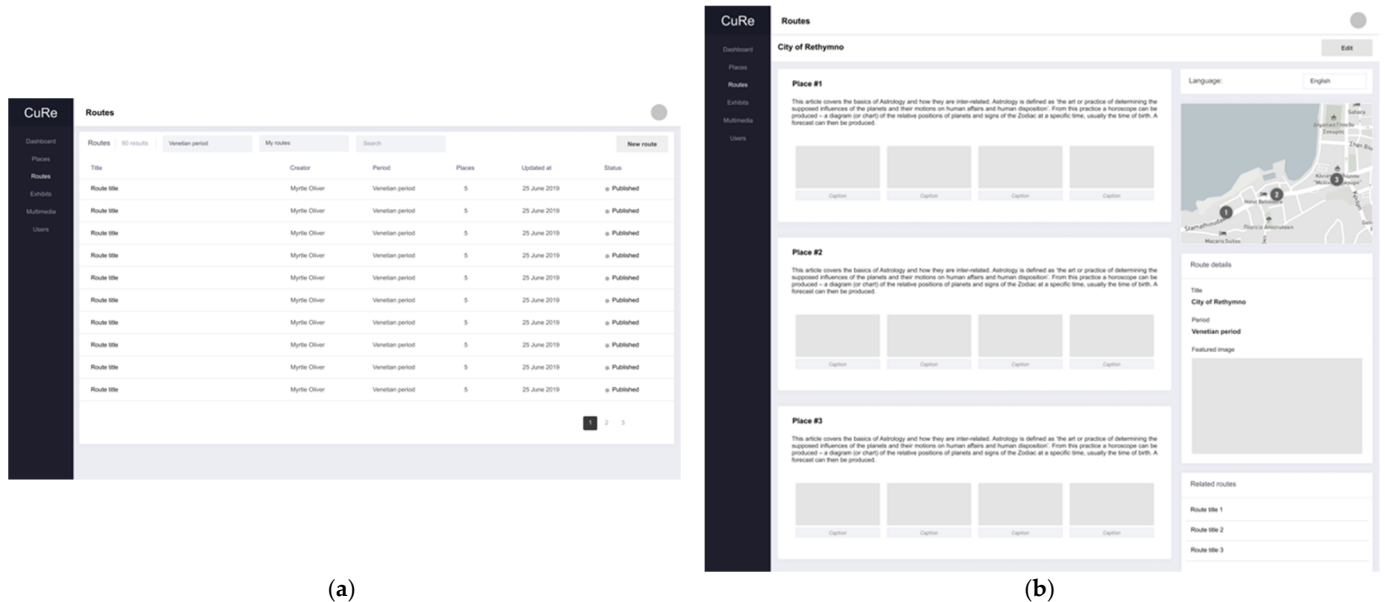 CuRe
Routes
Dashboard
Places
Routes
Exhibits
Multimedia
Users
Routes 80 results Venetian period My routes Search New route
Title Creator Period Places Updated at Status
Route title Myrtle Oliver Venetian period 5 25 June 2019 Published
Route title Myrtle Oliver Venetian period 5 25 June 2019 Published
Route title Myrtle Oliver Venetian period 5 25 June 2019 Published
Route title Myrtle Oliver Venetian period 5 25 June 2019 Published
Route title Myrtle Oliver Venetian period 5 25 June 2019 Published
Route title Myrtle Oliver Venetian period 5 25 June 2019 Published
Route title Myrtle Oliver Venetian period 5 25 June 2019 Published
Route title Myrtle Oliver Venetian period 5 25 June 2019 Published
Route title Myrtle Oliver Venetian period 5 25 June 2019 Published
Route title Myrtle Oliver Venetian period 5 25 June 2019 Published
1 2 3
(a)
CuRe
Routes
Dashboard
Places
Routes
Exhibits
Multimedia
Users
City of Rethymno
Edit
Place #1
This article covers the basics of Astrology and how they are inter-related. Astrology is defined as 'the art or practice of determining the
supposed influences of the planets and their motions on human affairs and human disposition'. From this practice a horoscope can be
produced – a diagram (or chart) of the relative positions of planets and signs of the Zodiac at a specific time, usually the time of birth. A
forecast can then be produced.
Caption Caption Caption Caption
Place #2
This article covers the basics of Astrology and how they are inter-related. Astrology is defined as 'the art or practice of determining the
supposed influences of the planets and their motions on human affairs and human disposition'. From this practice a horoscope can be
produced – a diagram (or chart) of the relative positions of planets and signs of the Zodiac at a specific time, usually the time of birth. A
forecast can then be produced.
Caption Caption Caption Caption
Place #3
This article covers the basics of Astrology and how they are inter-related. Astrology is defined as 'the art or practice of determining the
supposed influences of the planets and their motions on human affairs and human disposition'. From this practice a horoscope can be
produced – a diagram (or chart) of the relative positions of planets and signs of the Zodiac at a specific time, usually the time of birth. A
forecast can then be produced.
Caption Caption Caption Caption
Language: English
Sahara
3
2
1
Route details
Title
City of Rethymno
Period
Venetian period
Featured image
Related routes
Route title 1
Route title 2
Route title 3
(b)